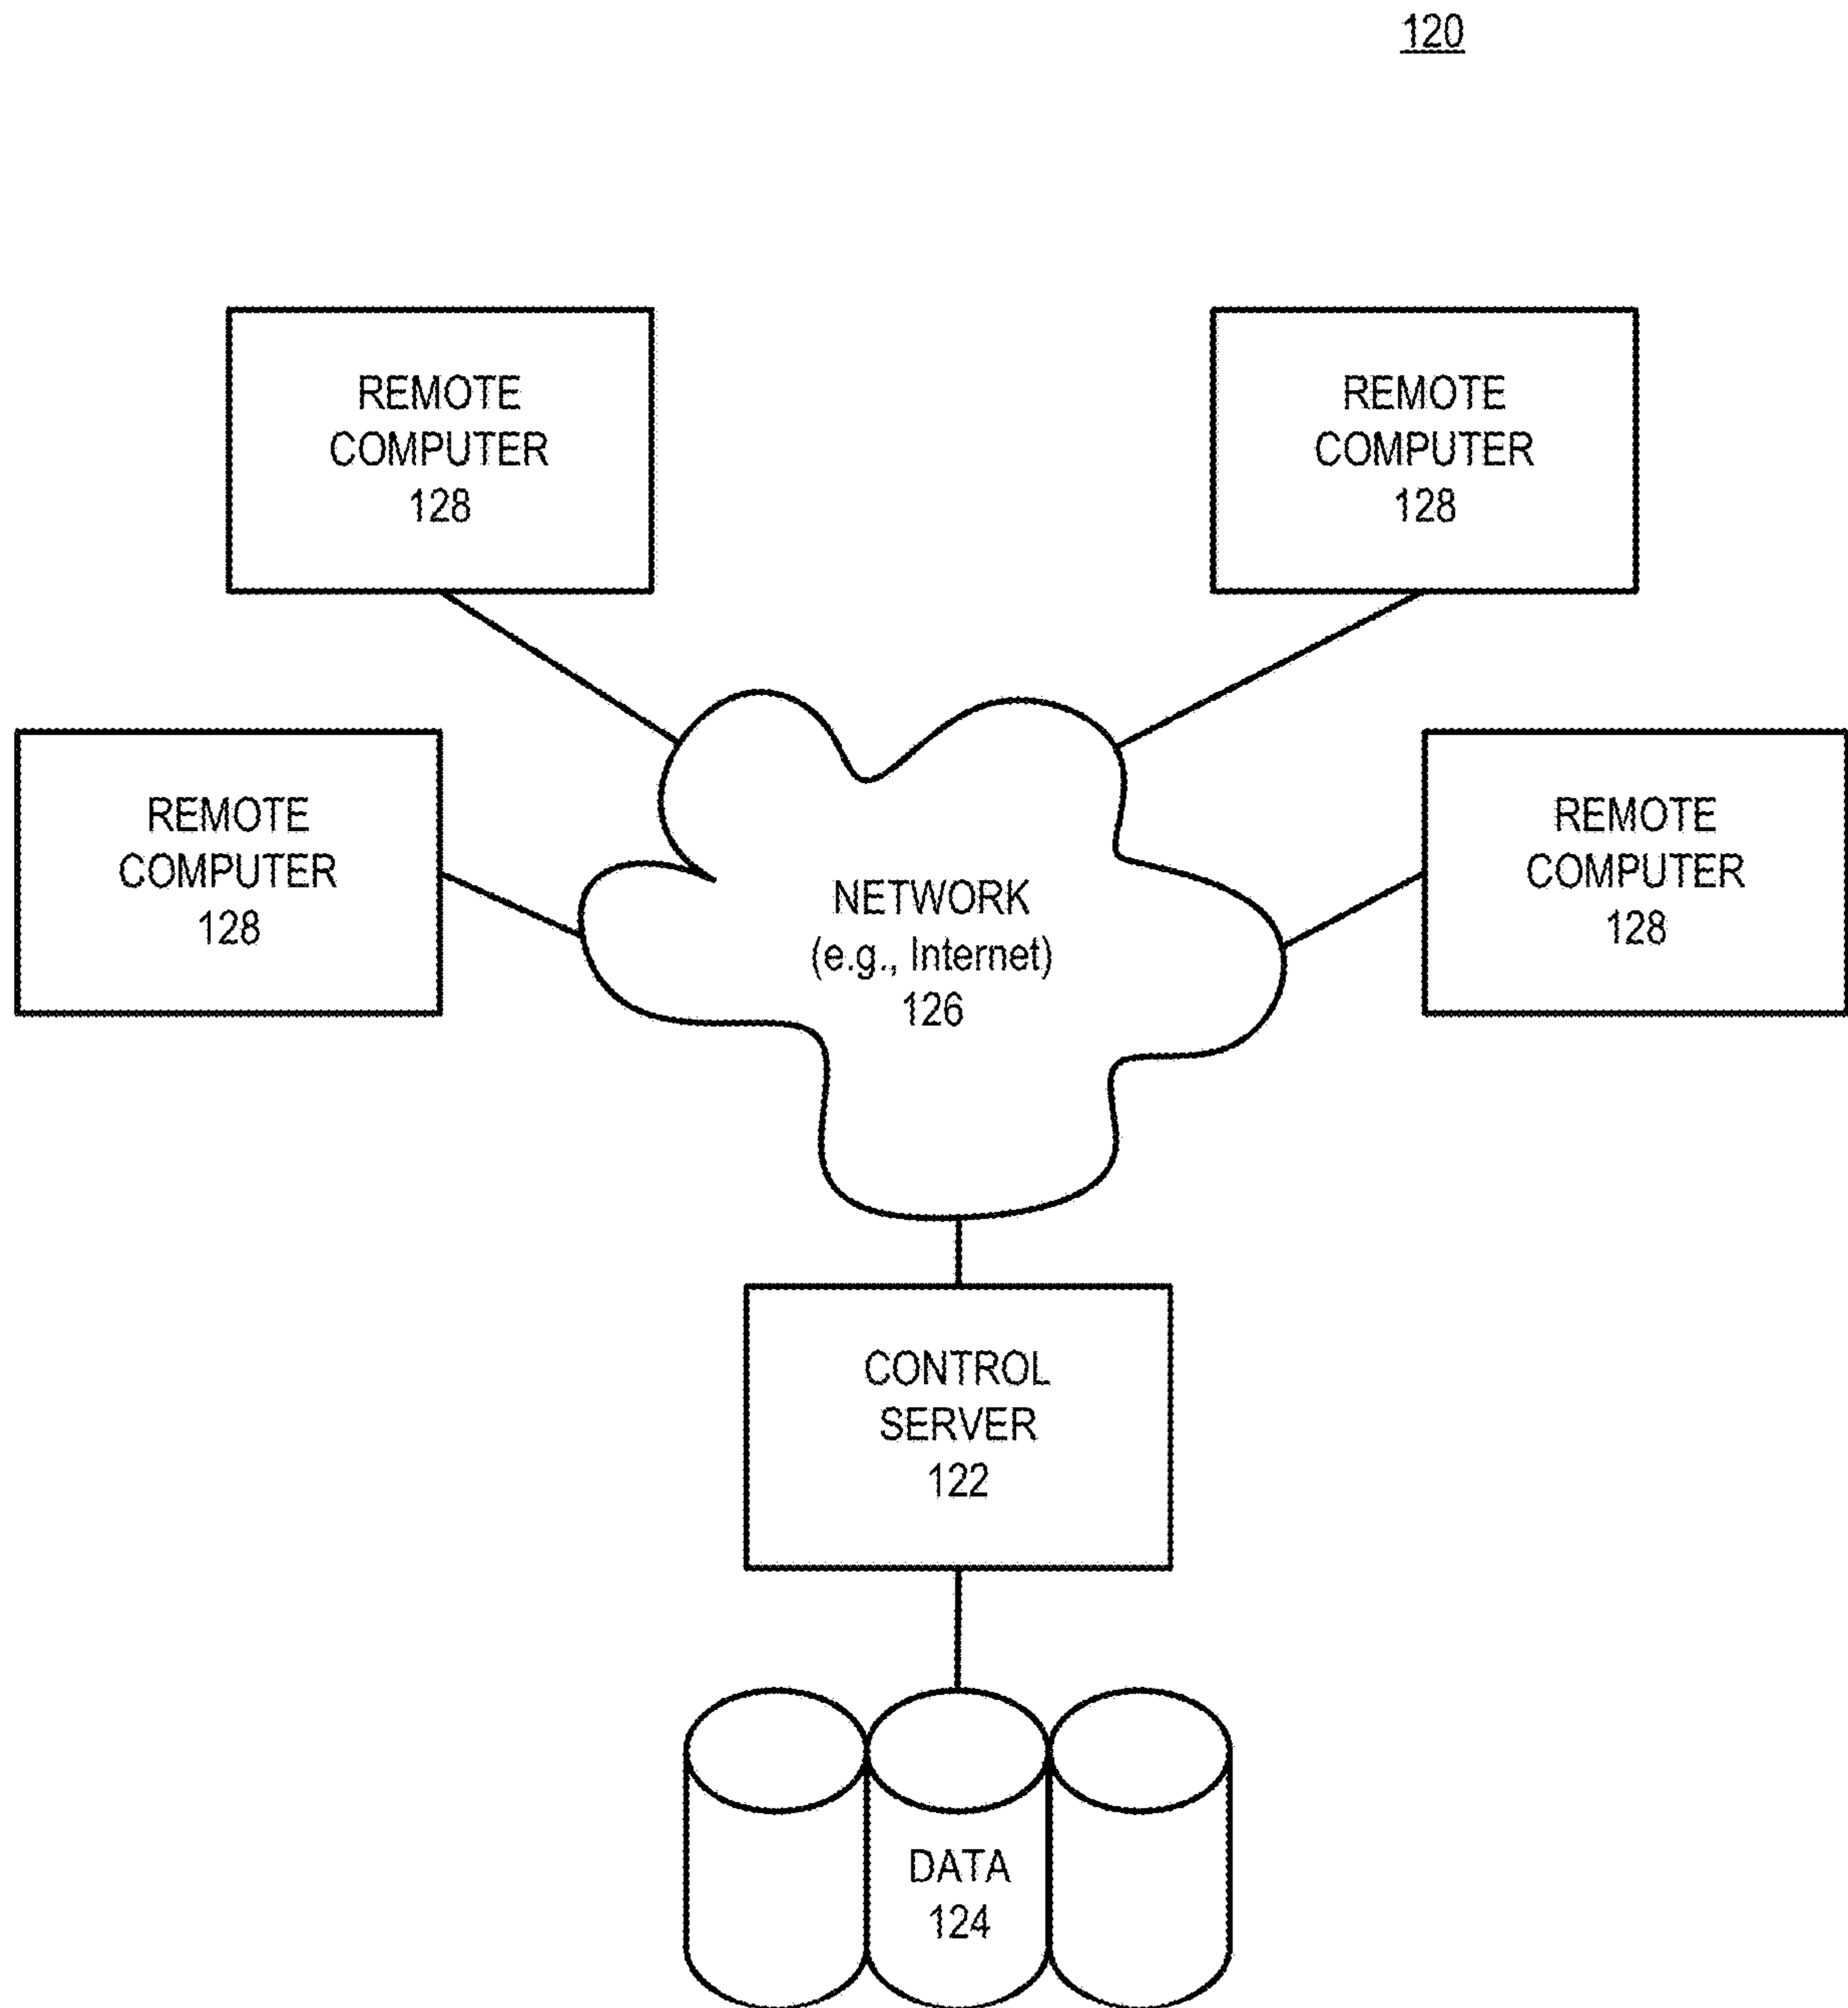 120
REMOTE
COMPUTER
128
REMOTE
COMPUTER
128
REMOTE
COMPUTER
128
NETWORK
(e.g., Internet)
126
REMOTE
COMPUTER
128
CONTROL
SERVER
122
DATA
124